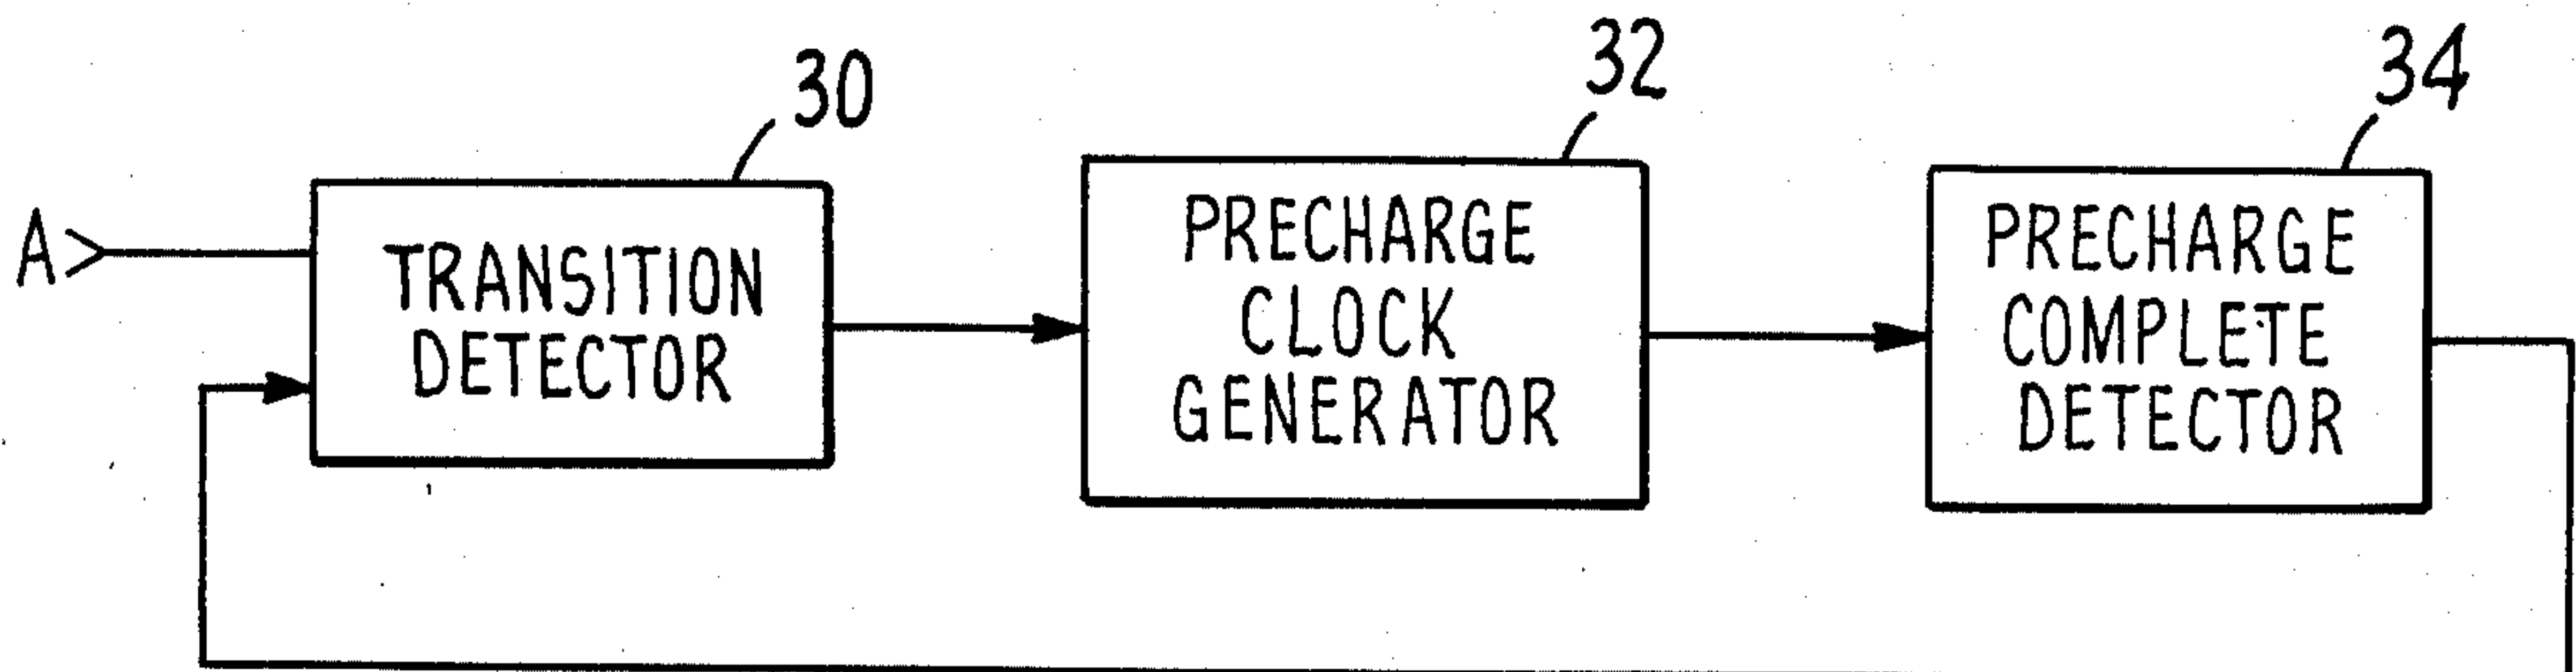 30
32
34
A
TRANSITION
DETECTOR
PRECHARGE
CLOCK
GENERATOR
PRECHARGE
COMPLETE
DETECTOR